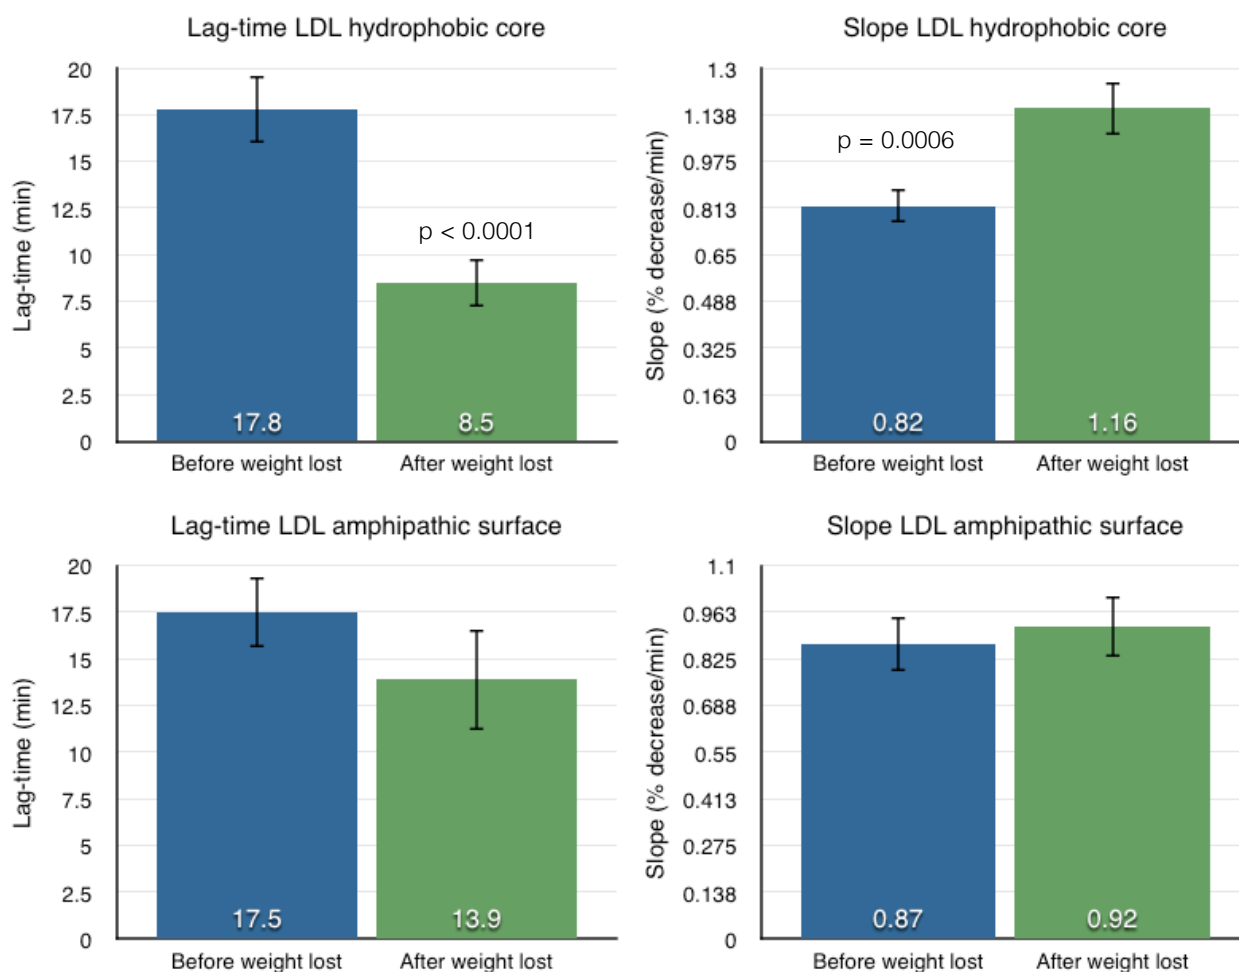 Lag-time LDL hydrophobic core
Lag-time (min)
20
17.5
15
12.5
10
7.5
5
2.5
0
p < 0.0001
17.8
8.5
Before weight lost
After weight lost
Slope LDL hydrophobic core
Slope (% decrease/min)
1.3
1.138
0.975
0.813
0.65
0.488
0.325
0.163
0
p = 0.0006
0.82
1.16
Before weight lost
After weight lost
Lag-time LDL amphipathic surface
Lag-time (min)
20
17.5
15
12.5
10
7.5
5
2.5
0
17.5
13.9
Before weight lost
After weight lost
Slope LDL amphipathic surface
Slope (% decrease/min)
1.1
0.963
0.825
0.688
0.55
0.413
0.275
0.138
0
0.87
0.92
Before weight lost
After weight lost